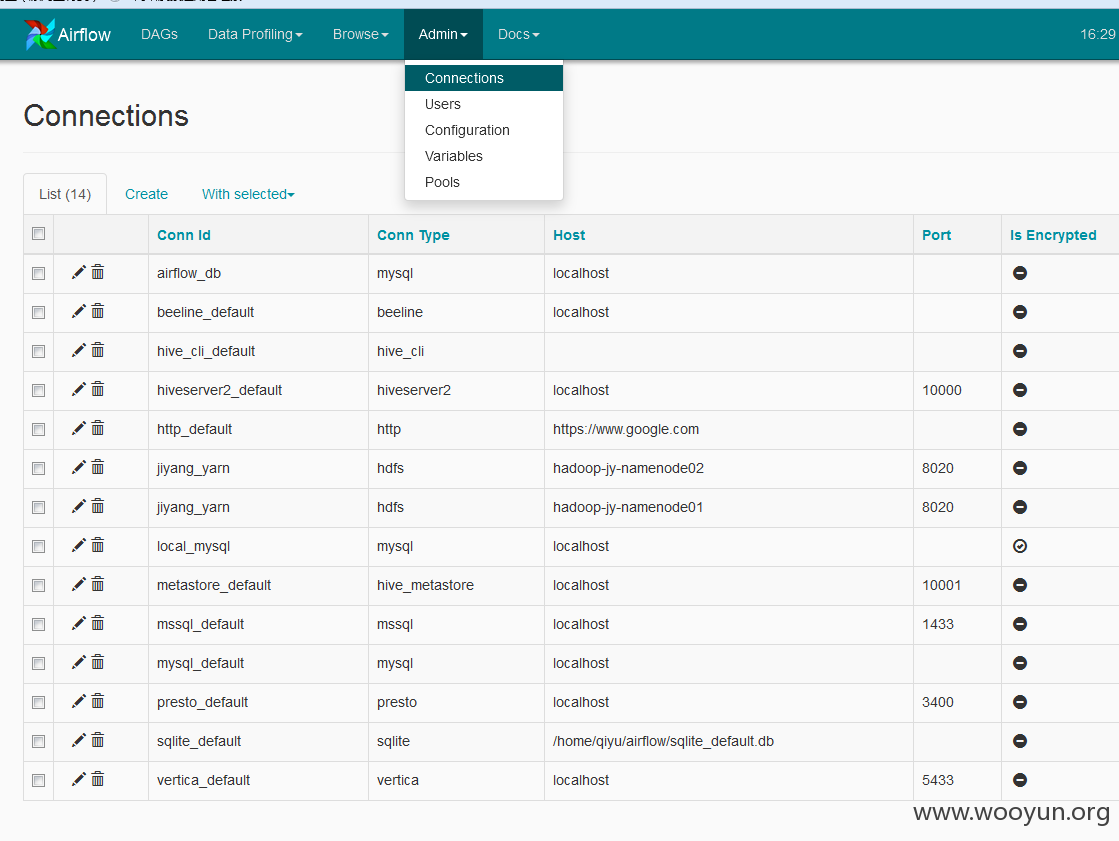 Airflow DAGs Data Profiling Browse Admin Docs 16:29
Connections
Users
Configuration
Variables
Pools
Connections
List (14) Create With selected
Conn Id Conn Type Host Port Is Encrypted
airflow_db mysql localhost
beeline_default beeline localhost
hive_cli_default hive_cli
hiveserver2_default hiveserver2 localhost 10000
http_default http https://www.google.com
jiyang_yarn hdfs hadoop-jy-namenode02 8020
jiyang_yarn hdfs hadoop-jy-namenode01 8020
local_mysql mysql localhost
metastore_default hive_metastore localhost 10001
mssql_default mssql localhost 1433
mysql_default mysql localhost
presto_default presto localhost 3400
sqlite_default sqlite /home/qiyu/airflow/sqlite_default.db
vertica_default vertica localhost 5433
www.wooyun.org